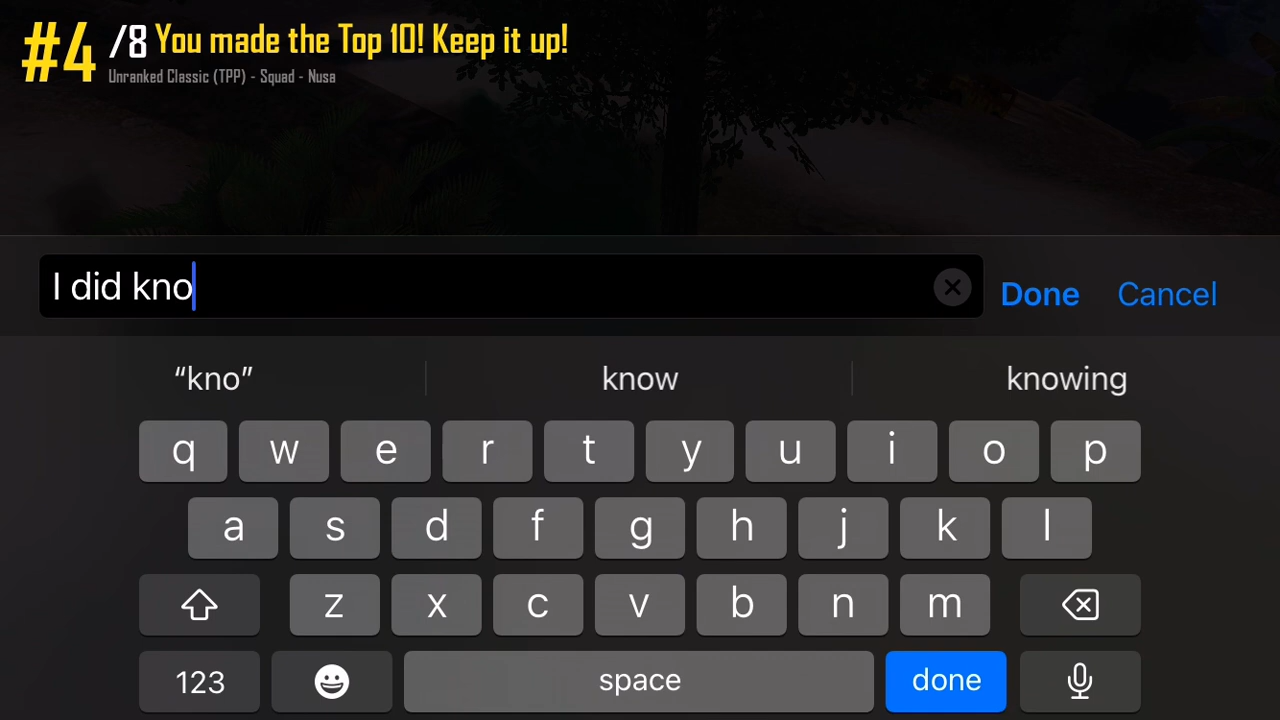 #4 /8 You made the Top 10! Keep it up!
Unranked Classic (TPP) - Squad - Nusa
I did kno
Done Cancel
“kno” know knowing
q w e r t y u i o p
a s d f g h j k l
z x c v b n m
123 space done